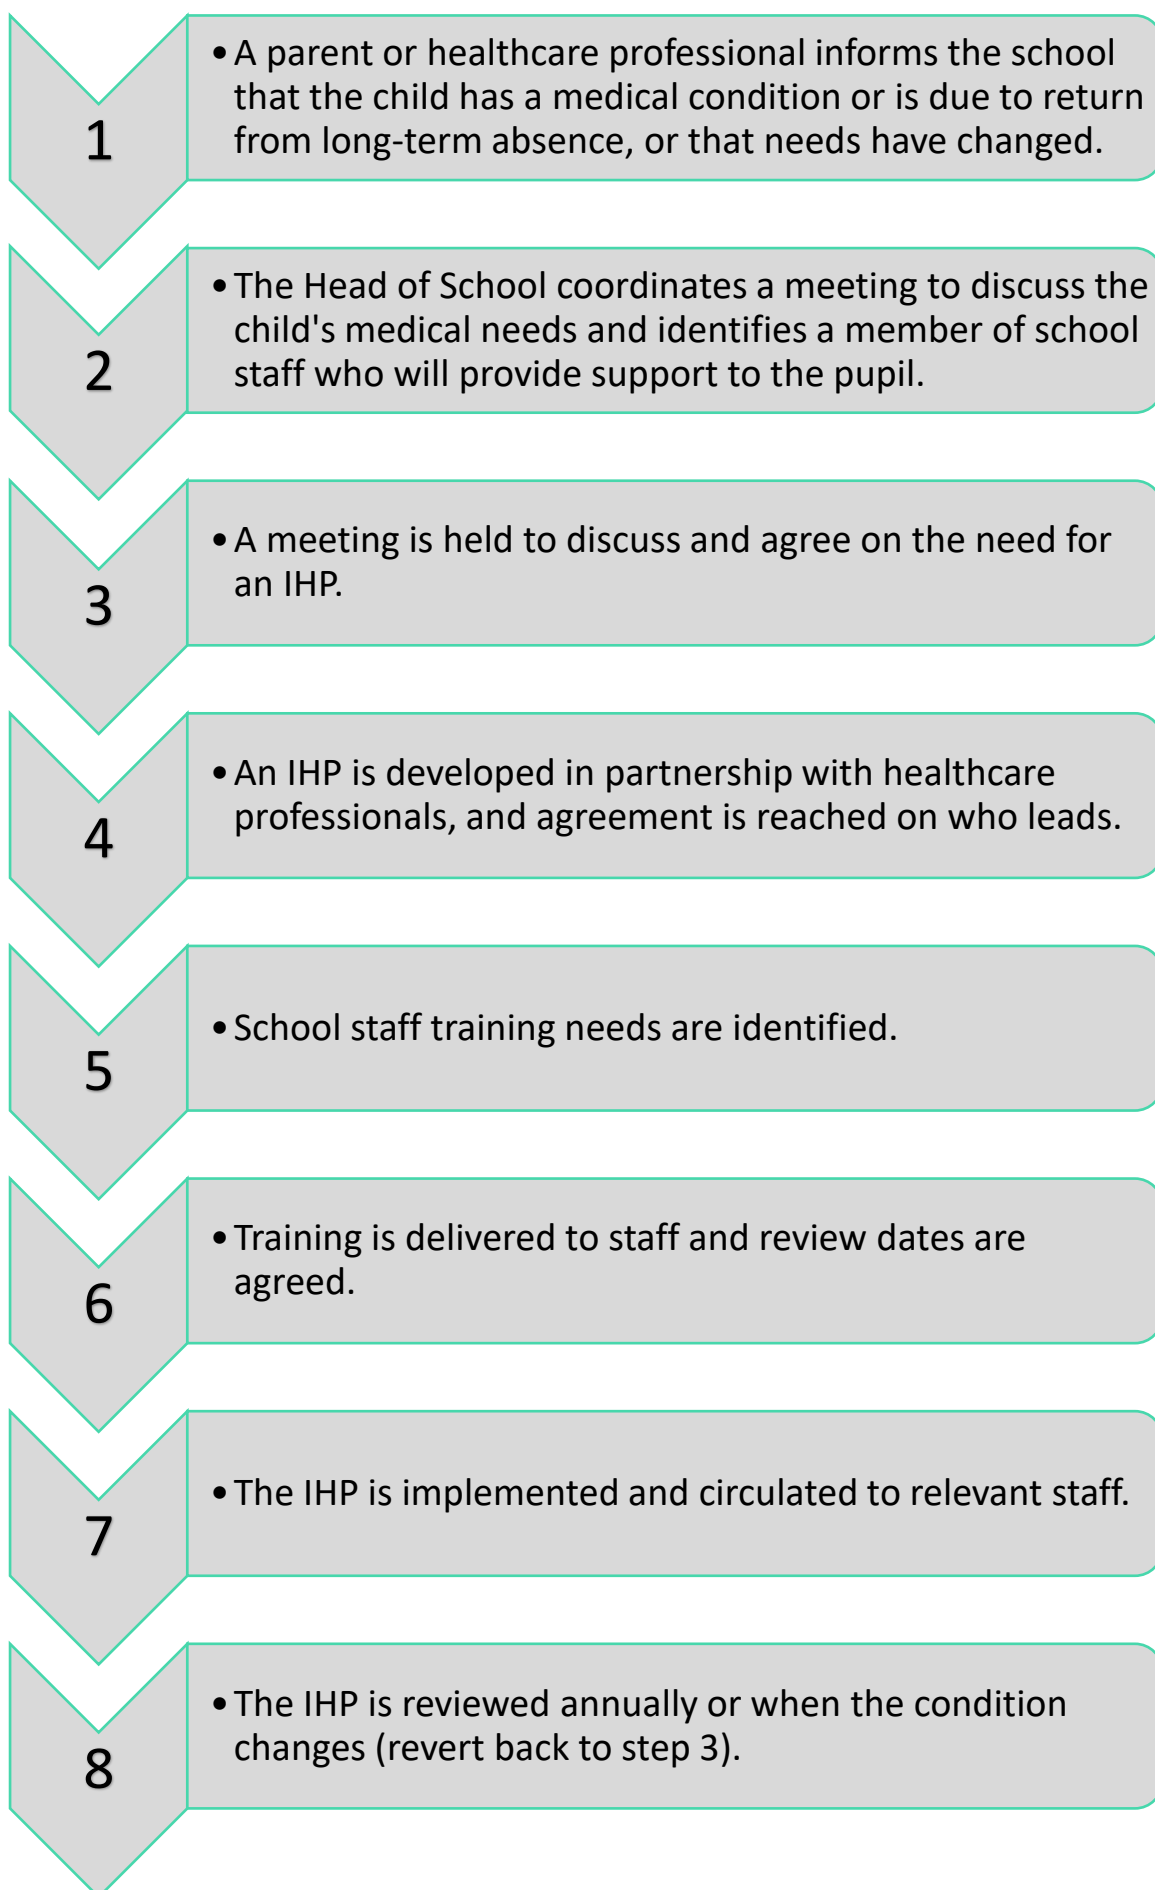 1
• A parent or healthcare professional informs the school
that the child has a medical condition or is due to return
from long-term absence, or that needs have changed.
2
• The Head of School coordinates a meeting to discuss the
child's medical needs and identifies a member of school
staff who will provide support to the pupil.
3
• A meeting is held to discuss and agree on the need for
an IHP.
4
• An IHP is developed in partnership with healthcare
professionals, and agreement is reached on who leads.
5
• School staff training needs are identified.
6
• Training is delivered to staff and review dates are
agreed.
7
• The IHP is implemented and circulated to relevant staff.
8
• The IHP is reviewed annually or when the condition
changes (revert back to step 3).